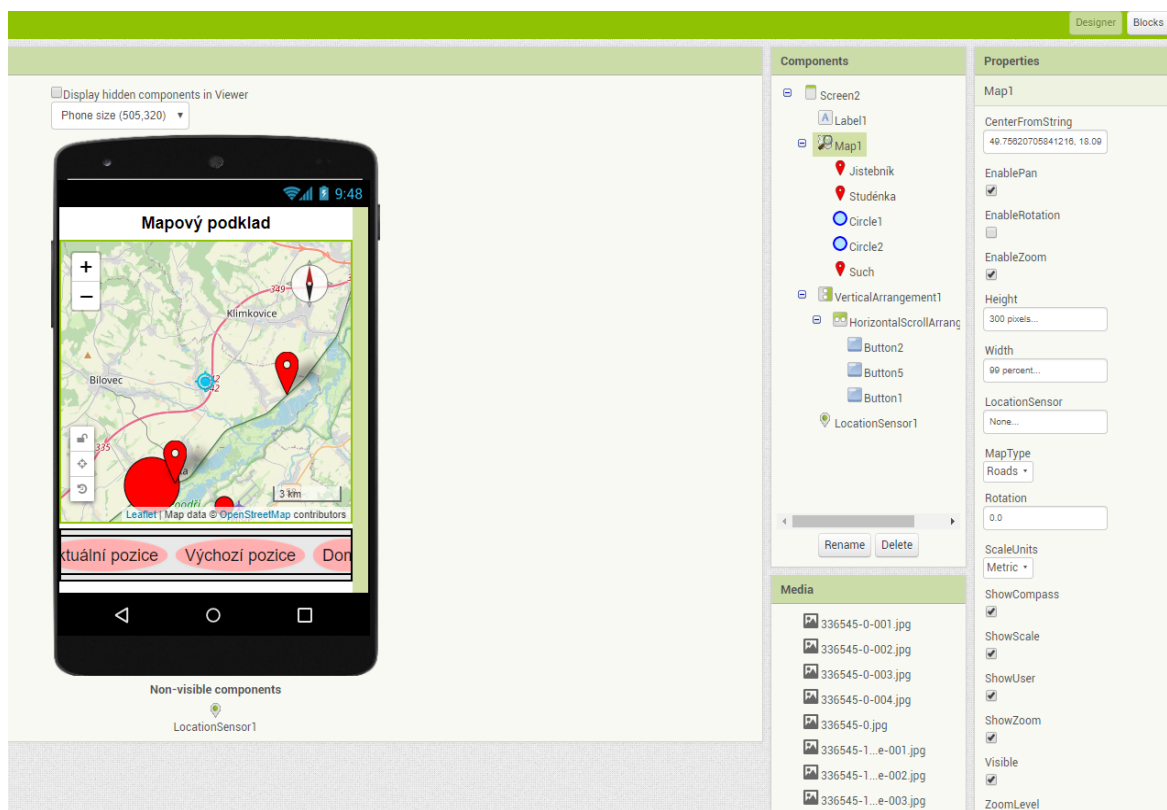 Designer
Blocks
Display hidden components in Viewer
Phone size (505,320)
9:48
Mapový podklad
+
−
349
Klimkovice
Bílovec
335
3 km
Leaflet | Map data © OpenStreetMap contributors
ktuální pozice
Výchozí pozice
Don
Non-visible components
LocationSensor1
Components
Screen2
Label1
Map1
Jistebník
Studénka
Circle1
Circle2
Such
VerticalArrangement1
HorizontalScrollArrang
Button2
Button5
Button1
LocationSensor1
Rename
Delete
Media
336545-0-001.jpg
336545-0-002.jpg
336545-0-003.jpg
336545-0-004.jpg
336545-0.jpg
336545-1...e-001.jpg
336545-1...e-002.jpg
336545-1...e-003.jpg
Properties
Map1
CenterFromString
49.75620705841216, 18.09
EnablePan
EnableRotation
EnableZoom
Height
300 pixels...
Width
99 percent...
LocationSensor
None...
MapType
Roads
Rotation
0.0
ScaleUnits
Metric
ShowCompass
ShowScale
ShowUser
ShowZoom
Visible
ZoomLevel